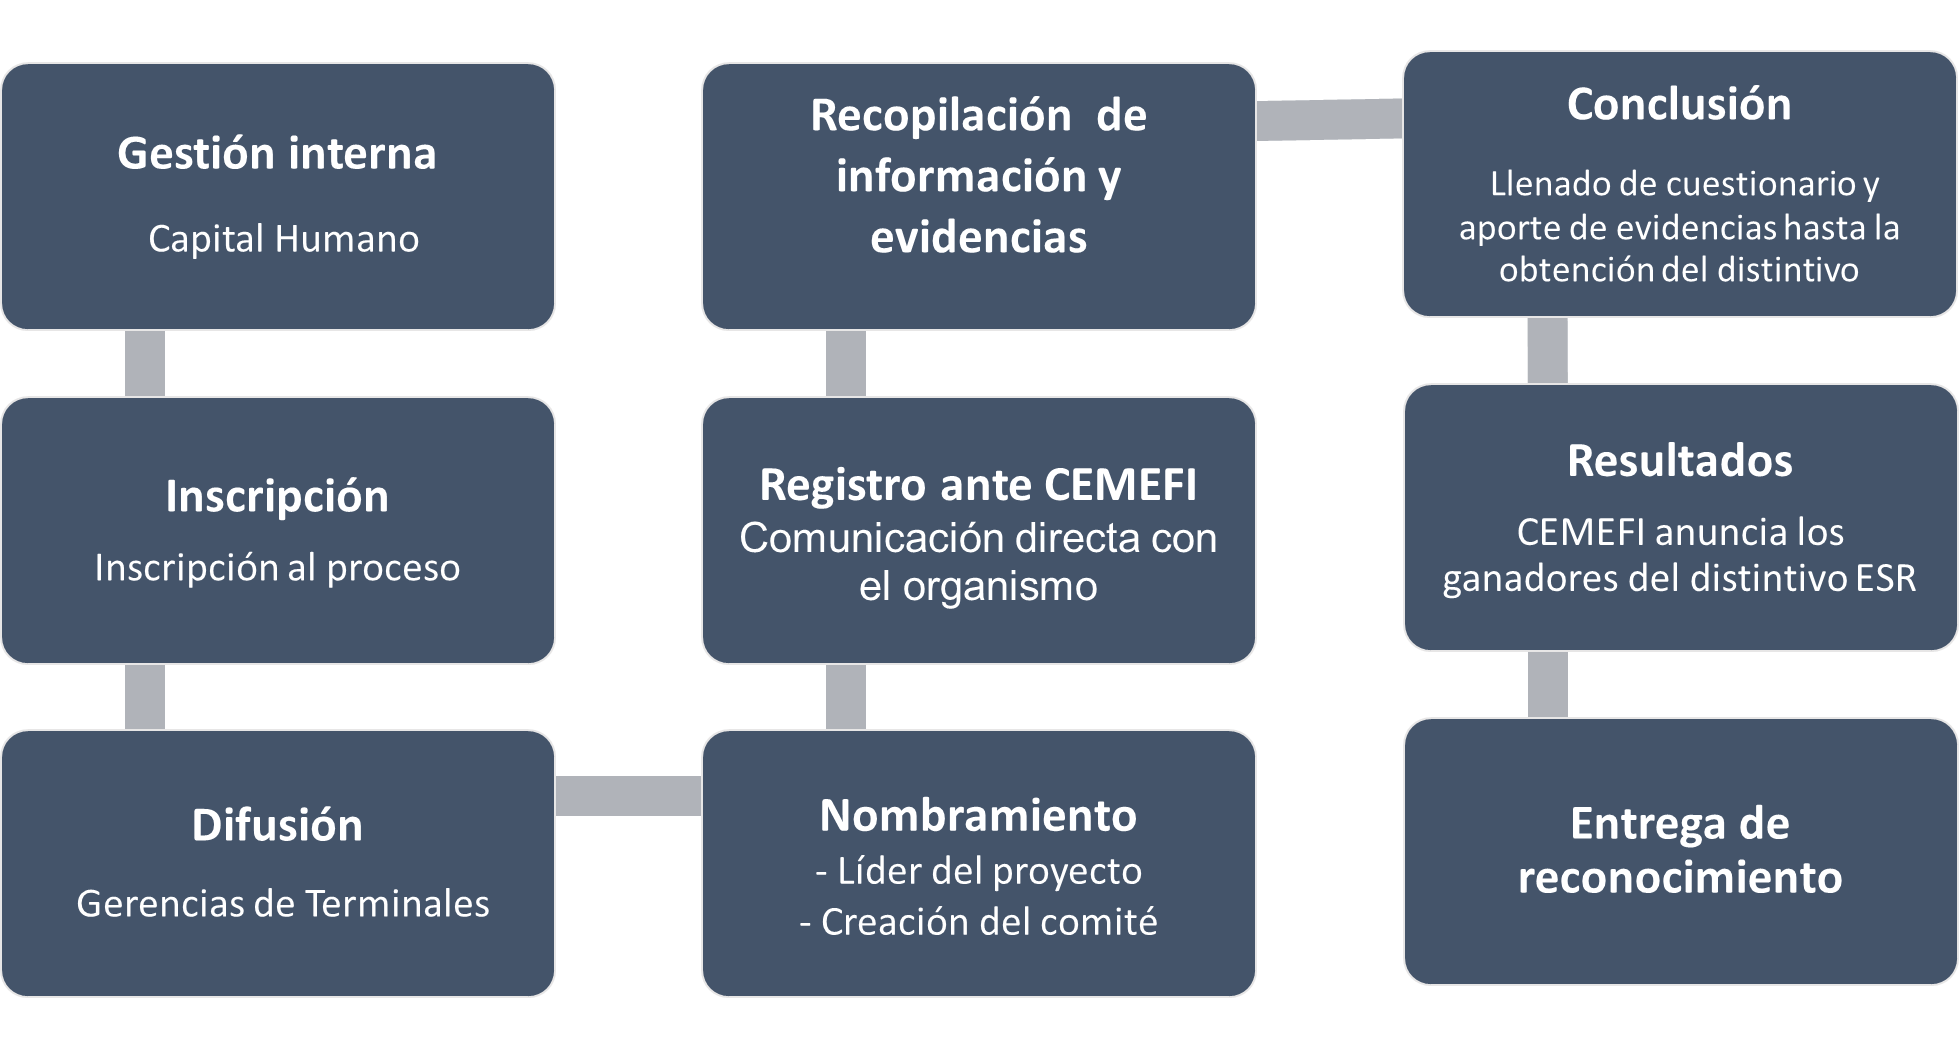 Gestión interna
Capital Humano
Inscripción
Inscripción al proceso
Difusión
Gerencias de Terminales
Nombramiento
- Líder del proyecto
- Creación del comité
Registro ante CEMEFI
Comunicación directa con
el organismo
Recopilación de
información y
evidencias
Conclusión
Llenado de cuestionario y
aporte de evidencias hasta la
obtención del distintivo
Resultados
CEMEFI anuncia los
ganadores del distintivo ESR
Entrega de
reconocimiento